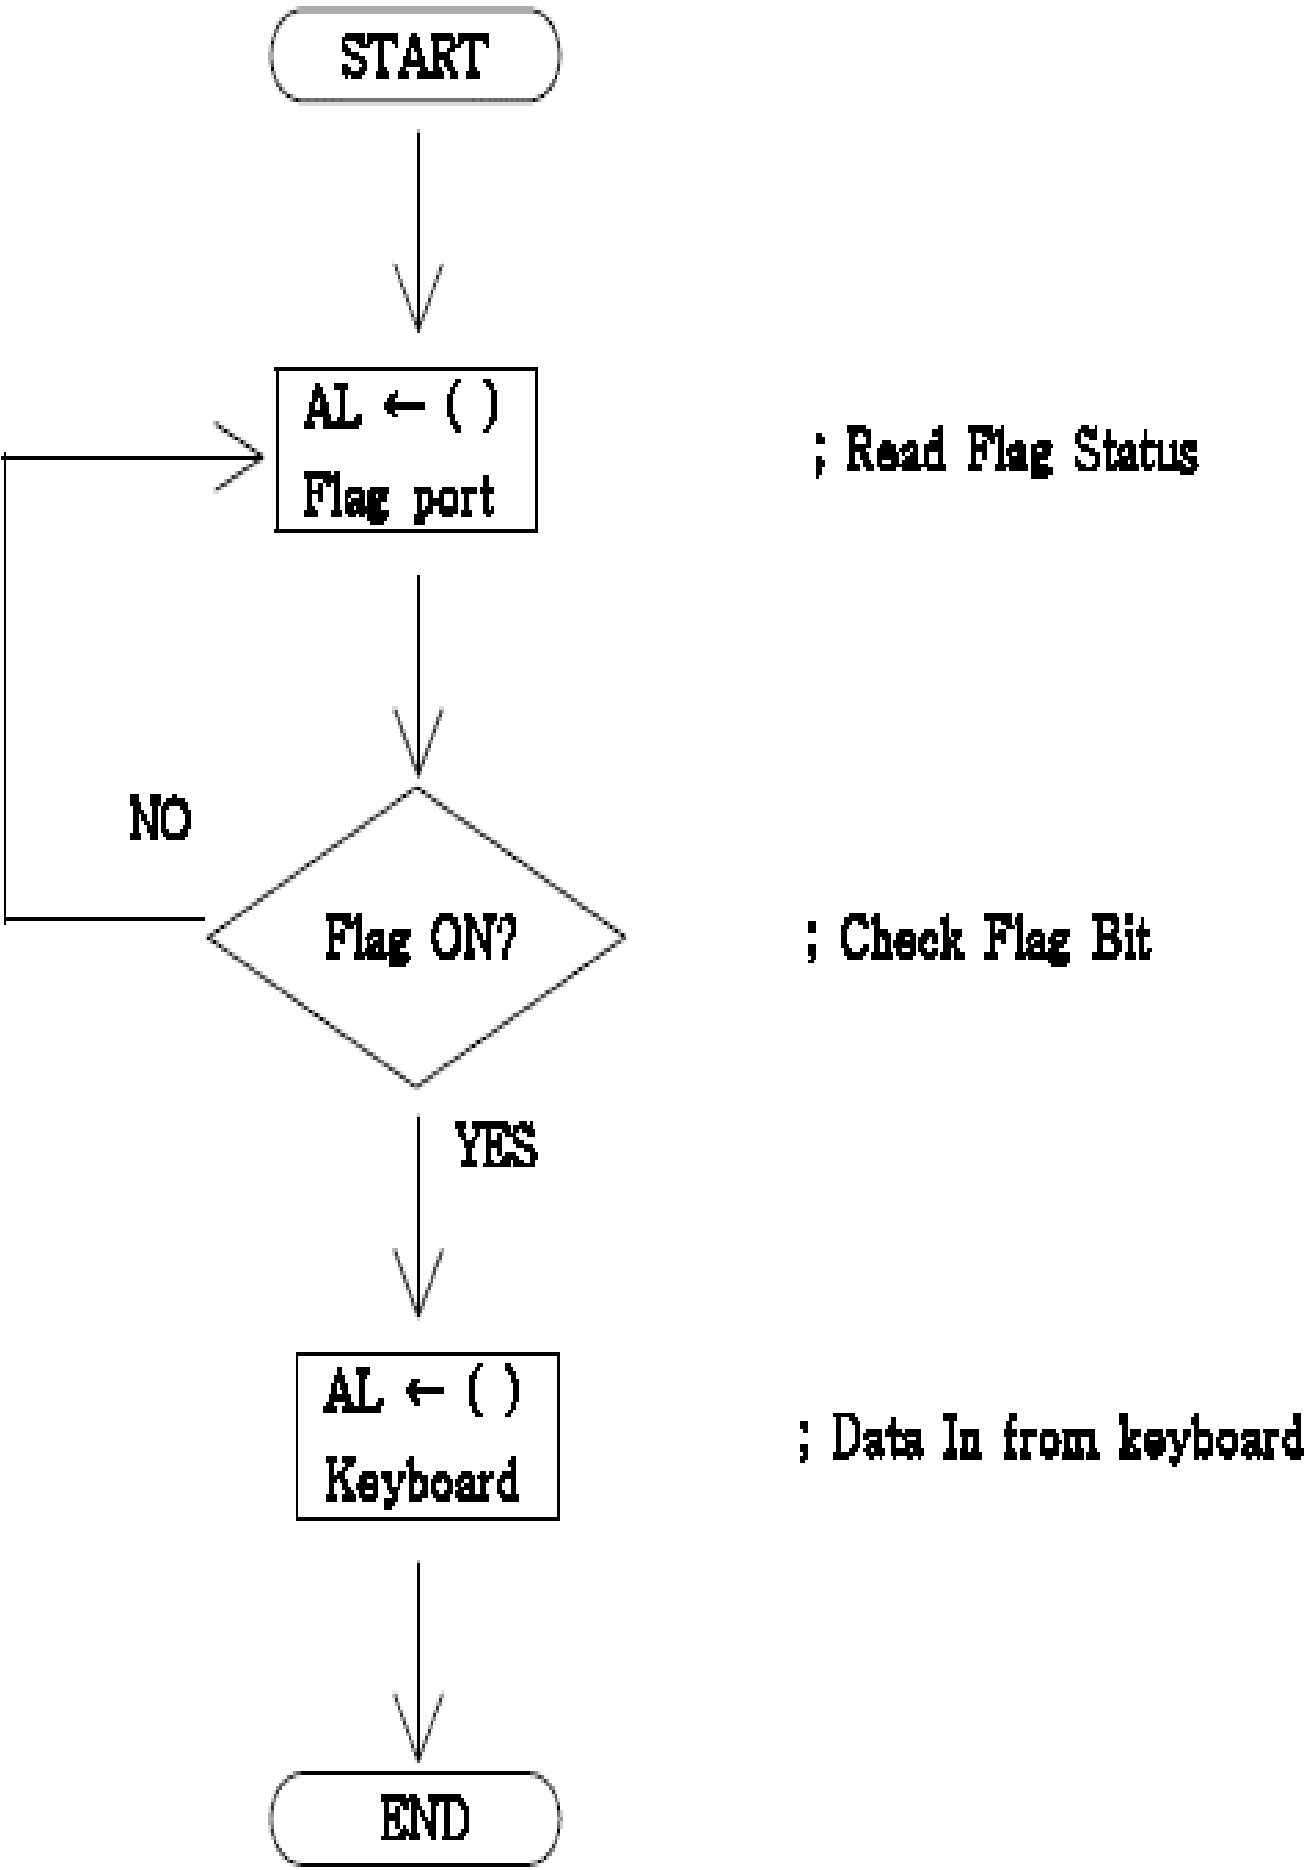 START
AL ← ( )
Flag port
; Read Flag Status
NO
Flag ON?
; Check Flag Bit
YES
AL ← ( )
Keyboard
; Data In from keyboard
END